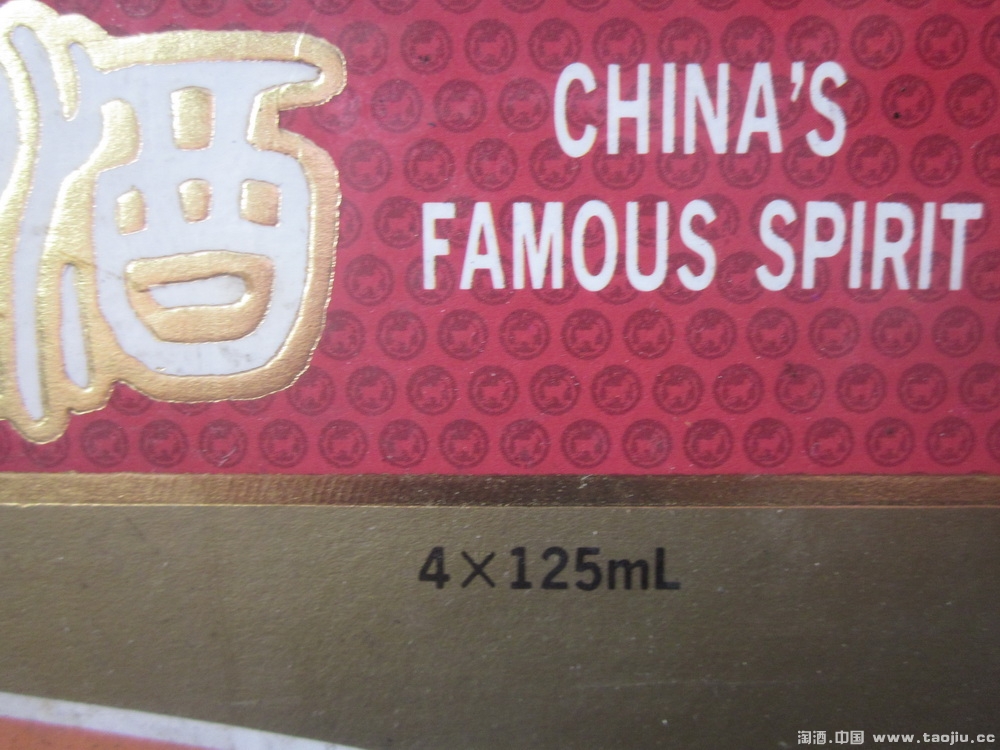 酒
CHINA'S
FAMOUS SPIRIT
4×125mL
淘酒.中国 www.taojiu.cc